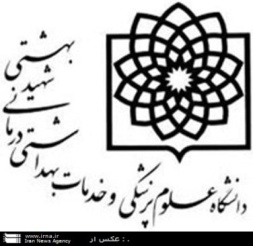 دانشگاه علوم پزشکی و خدمات بهداشتی درمانی
شهید بهشتی
www.irna.ir
Iran News Agency
عکس از : .